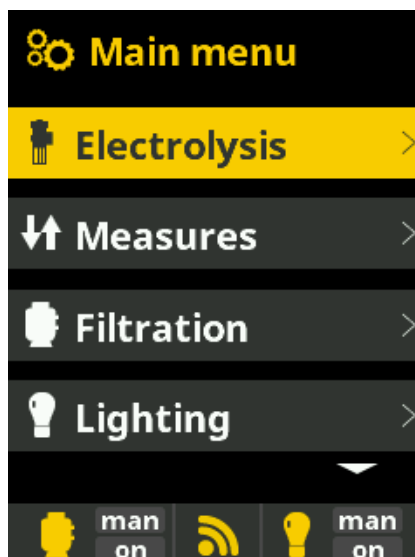 Main menu
Electrolysis
Measures
Filtration
Lighting
man man
on on